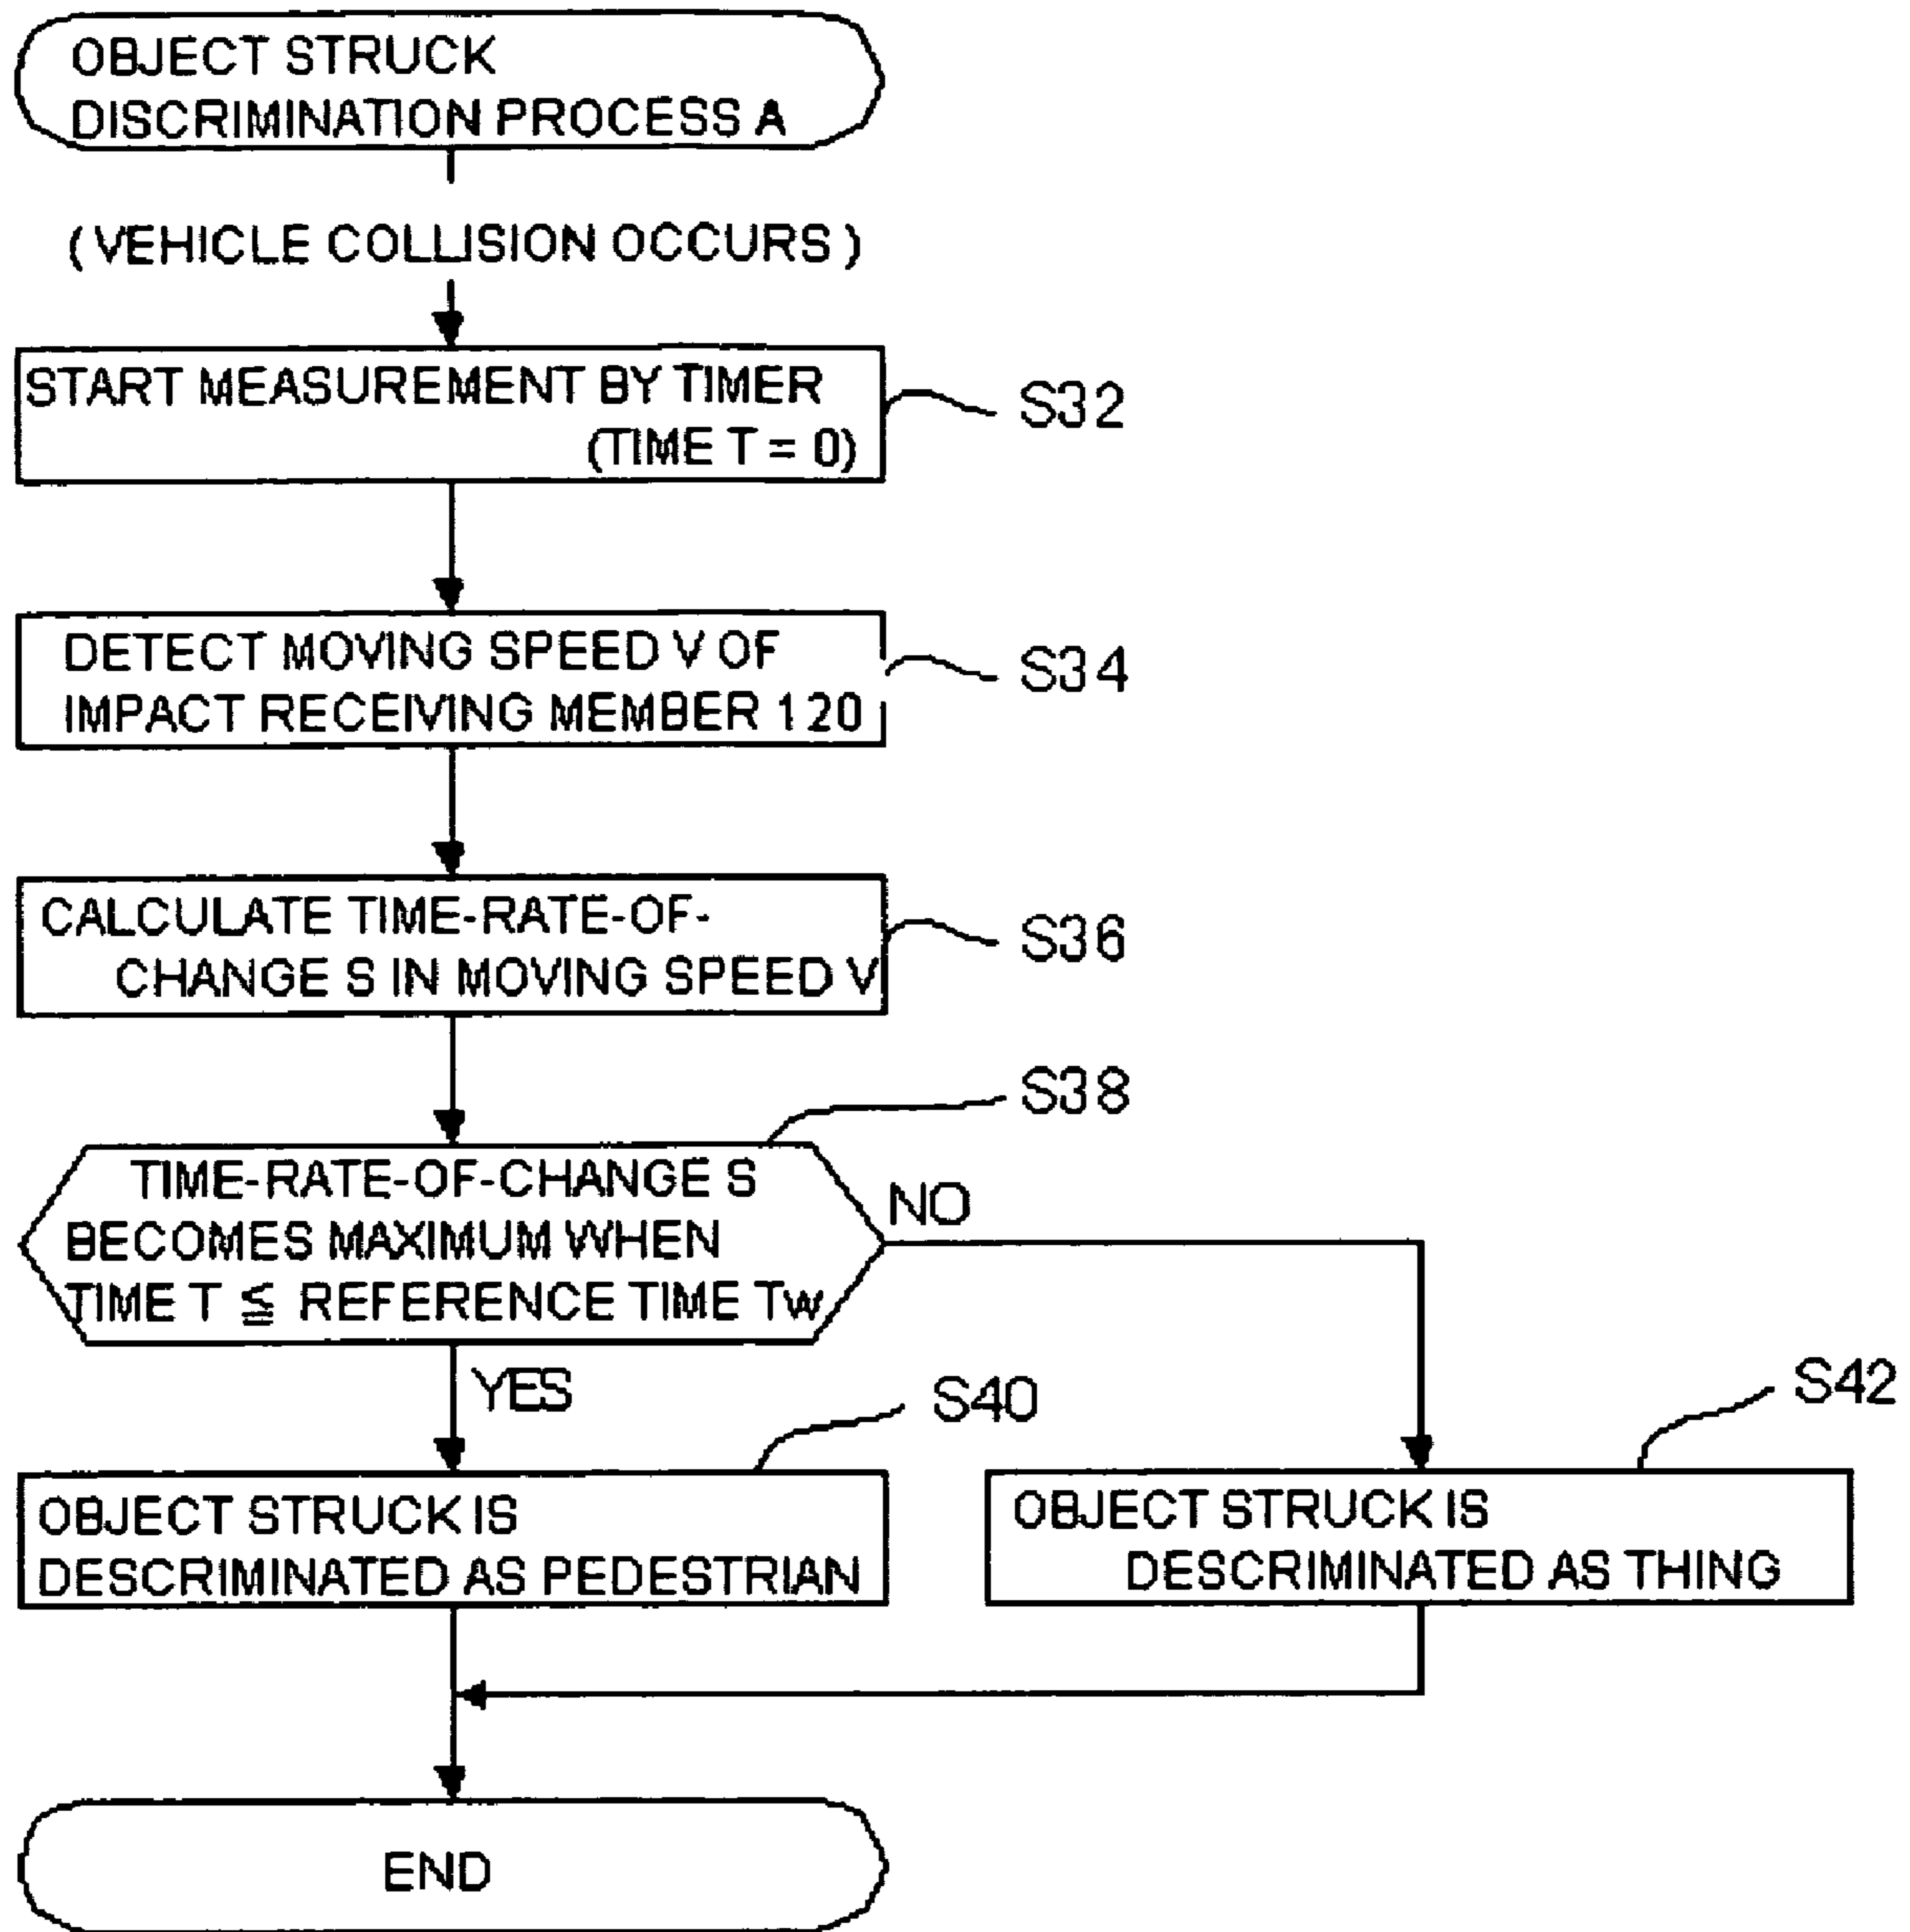 OBJECT STRUCK
DISCRIMINATION PROCESS A
( VEHICLE COLLISION OCCURS )
START MEASUREMENT BY TIMER
(TIME T = 0)
S32
DETECT MOVING SPEED V OF
IMPACT RECEIVING MEMBER 120
S34
CALCULATE TIME-RATE-OF-
CHANGE S IN MOVING SPEED V
S36
S38
TIME-RATE-OF-CHANGE S
BECOMES MAXIMUM WHEN
TIME T ≦ REFERENCE TIME Tw
NO
YES
S40
S42
OBJECT STRUCK IS
DESCRIMINATED AS PEDESTRIAN
OBJECT STRUCK IS
DESCRIMINATED AS THING
END